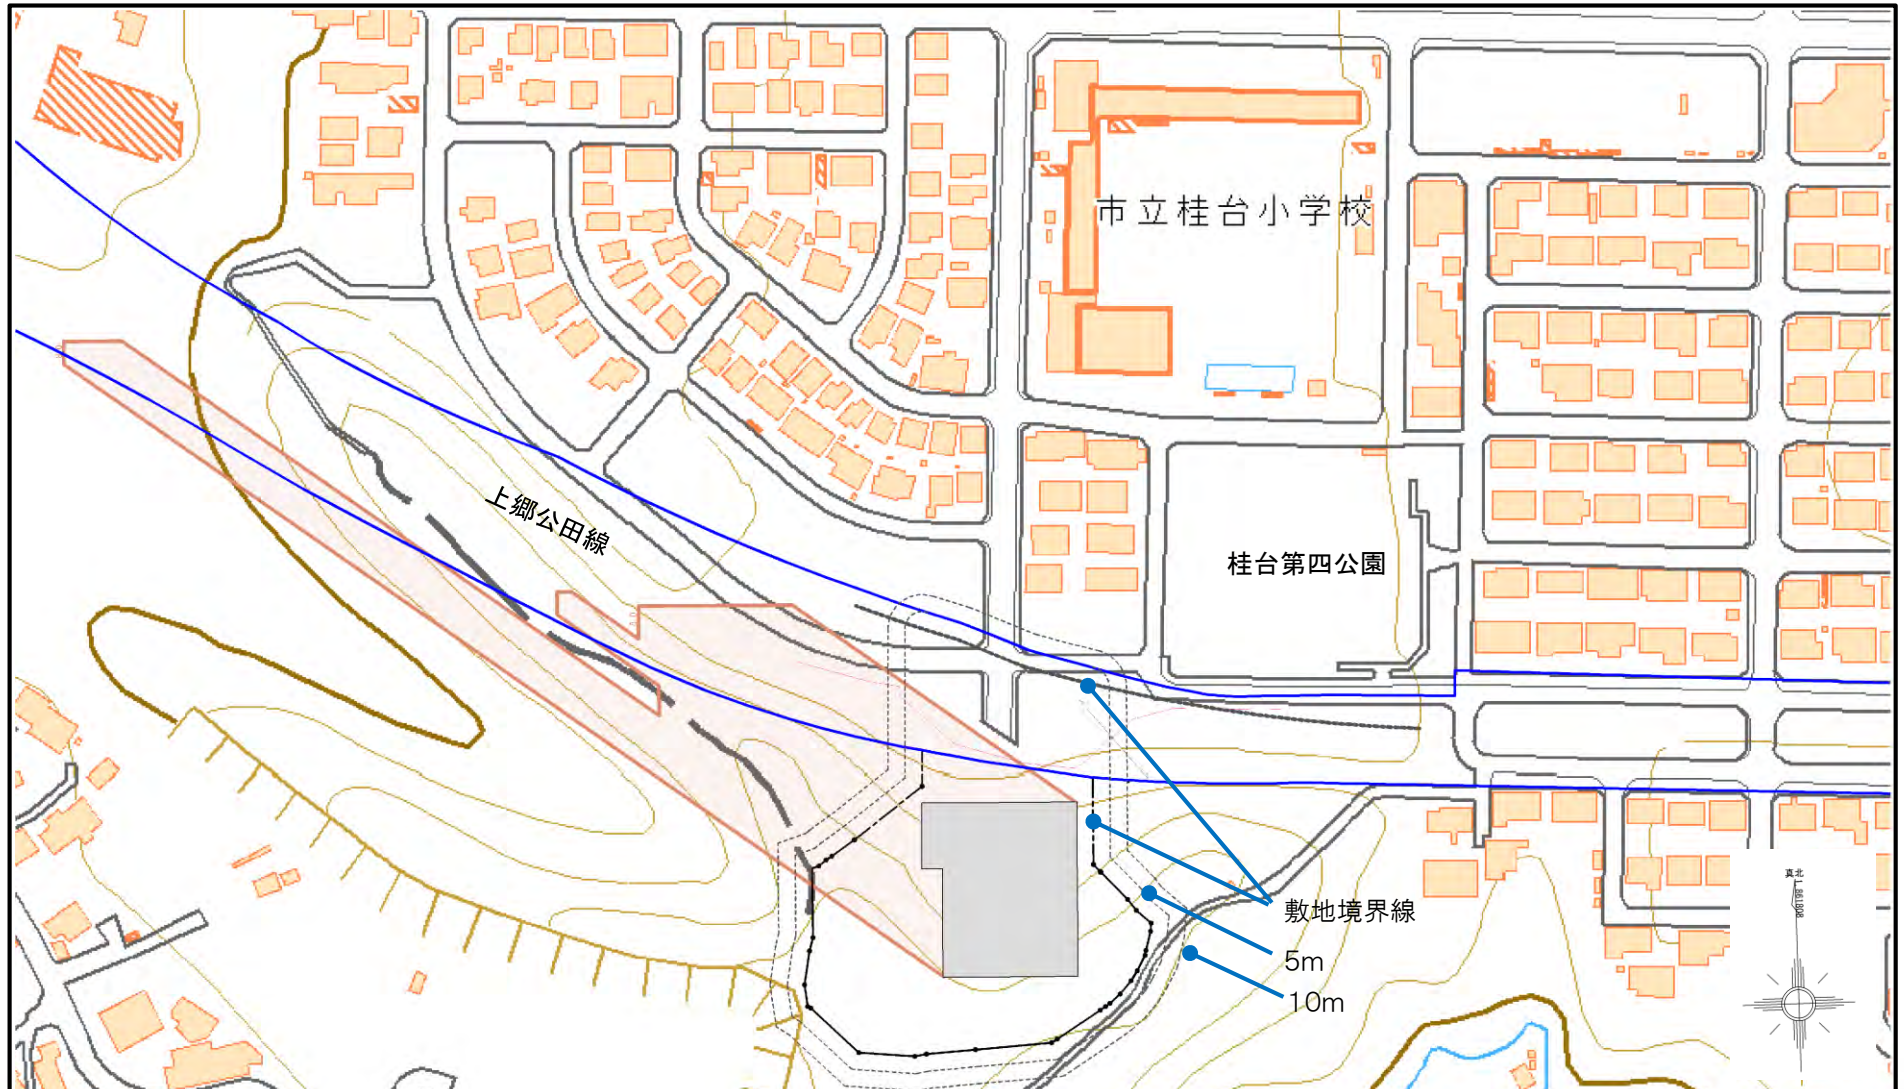 市立桂台小学校
上郷公田線
桂台第四公園
真北
敷地境界線
5m
10m